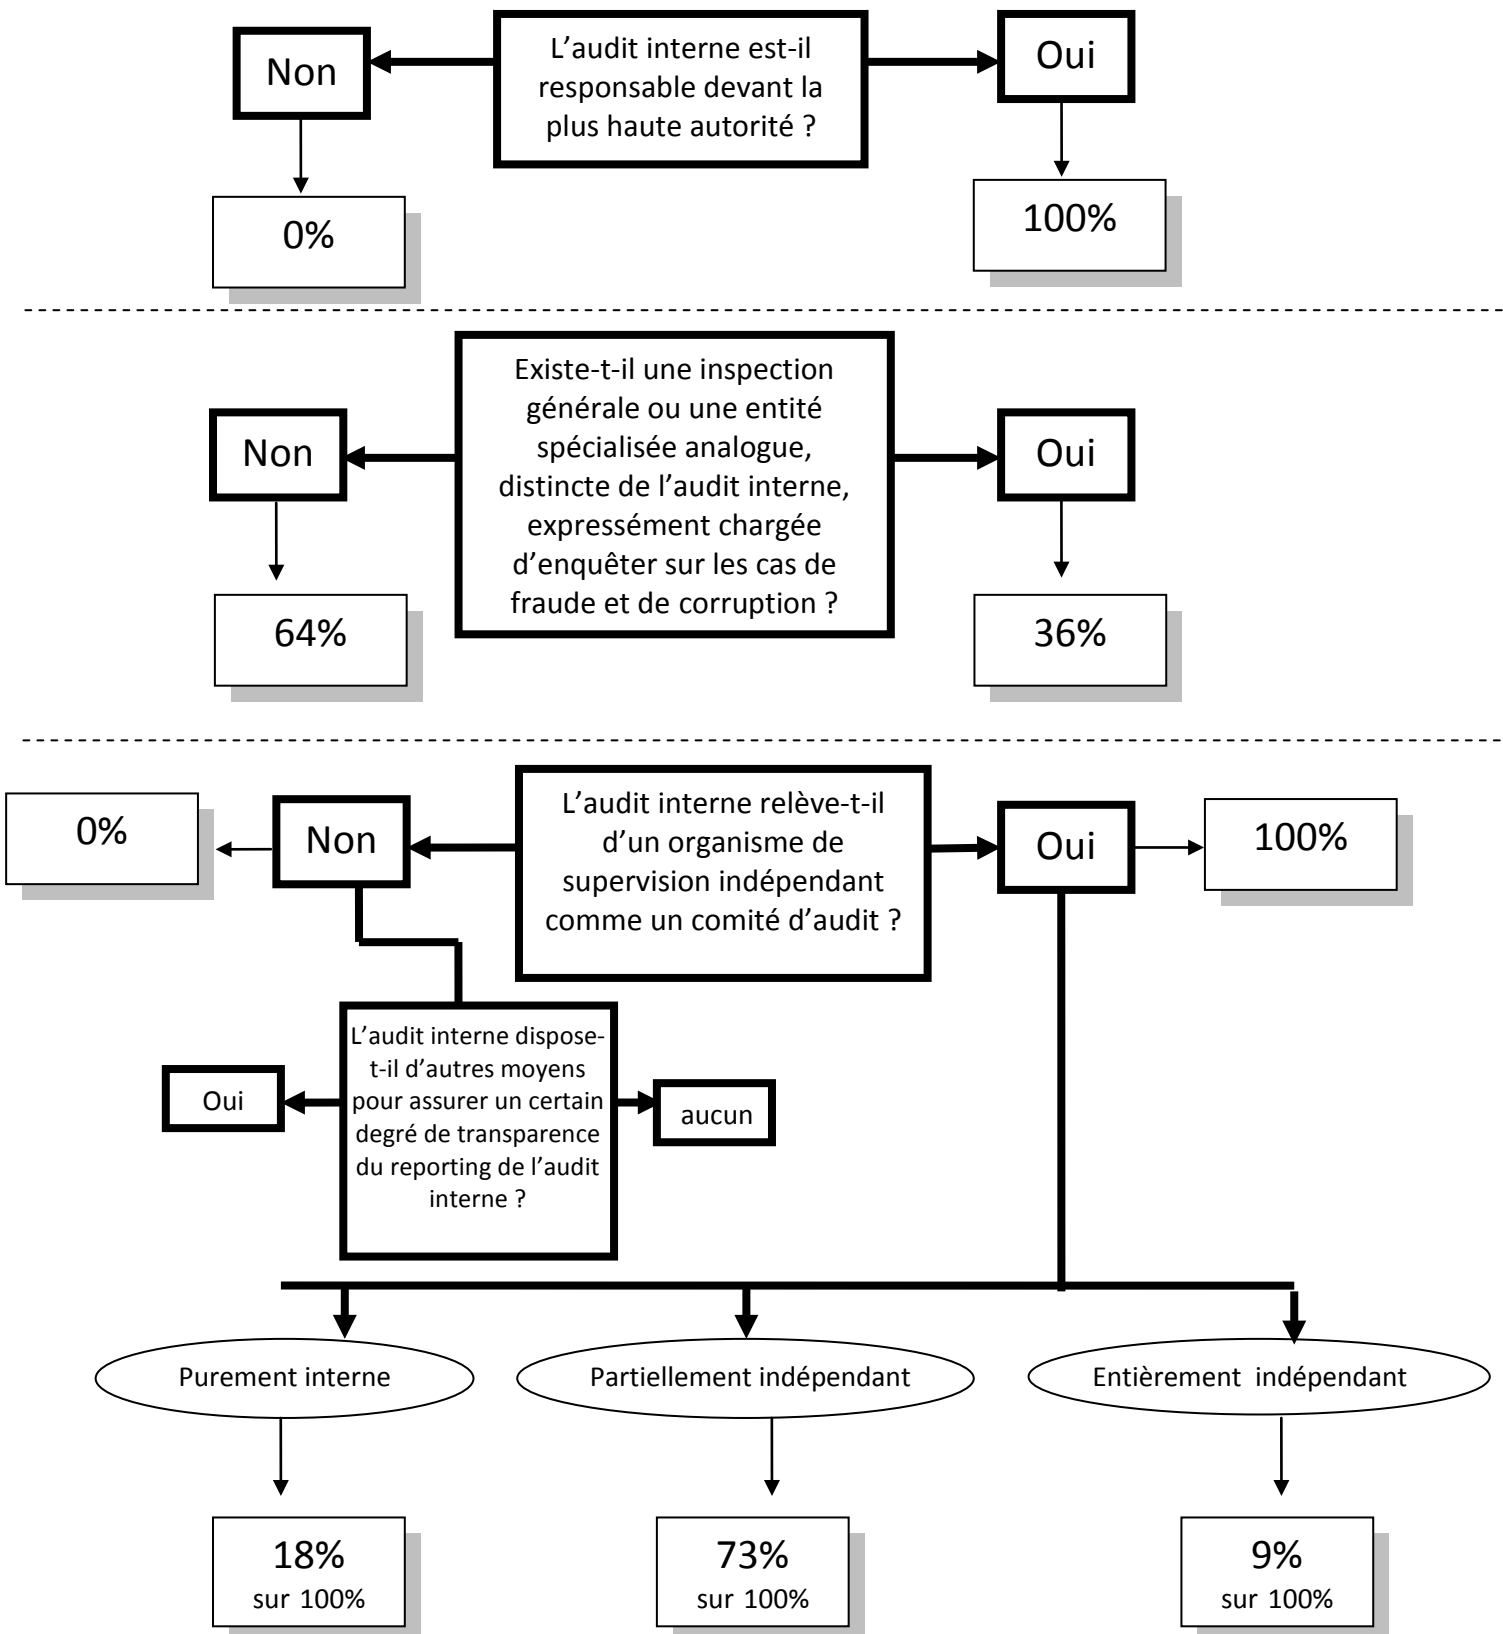 L’audit interne est-il
responsable devant la
plus haute autorité ?
Non
Oui
0%
100%
Existe-t-il une inspection
générale ou une entité
spécialisée analogue,
distincte de l’audit interne,
expressément chargée
d’enquêter sur les cas de
fraude et de corruption ?
Non
Oui
64%
36%
L’audit interne relève-t-il
d’un organisme de
supervision indépendant
comme un comité d’audit ?
Non
Oui
0%
100%
L’audit interne dispose-
t-il d’autres moyens
pour assurer un certain
degré de transparence
du reporting de l’audit
interne ?
Oui
aucun
Purement interne
Partiellement indépendant
Entièrement indépendant
18%
sur 100%
73%
sur 100%
9%
sur 100%